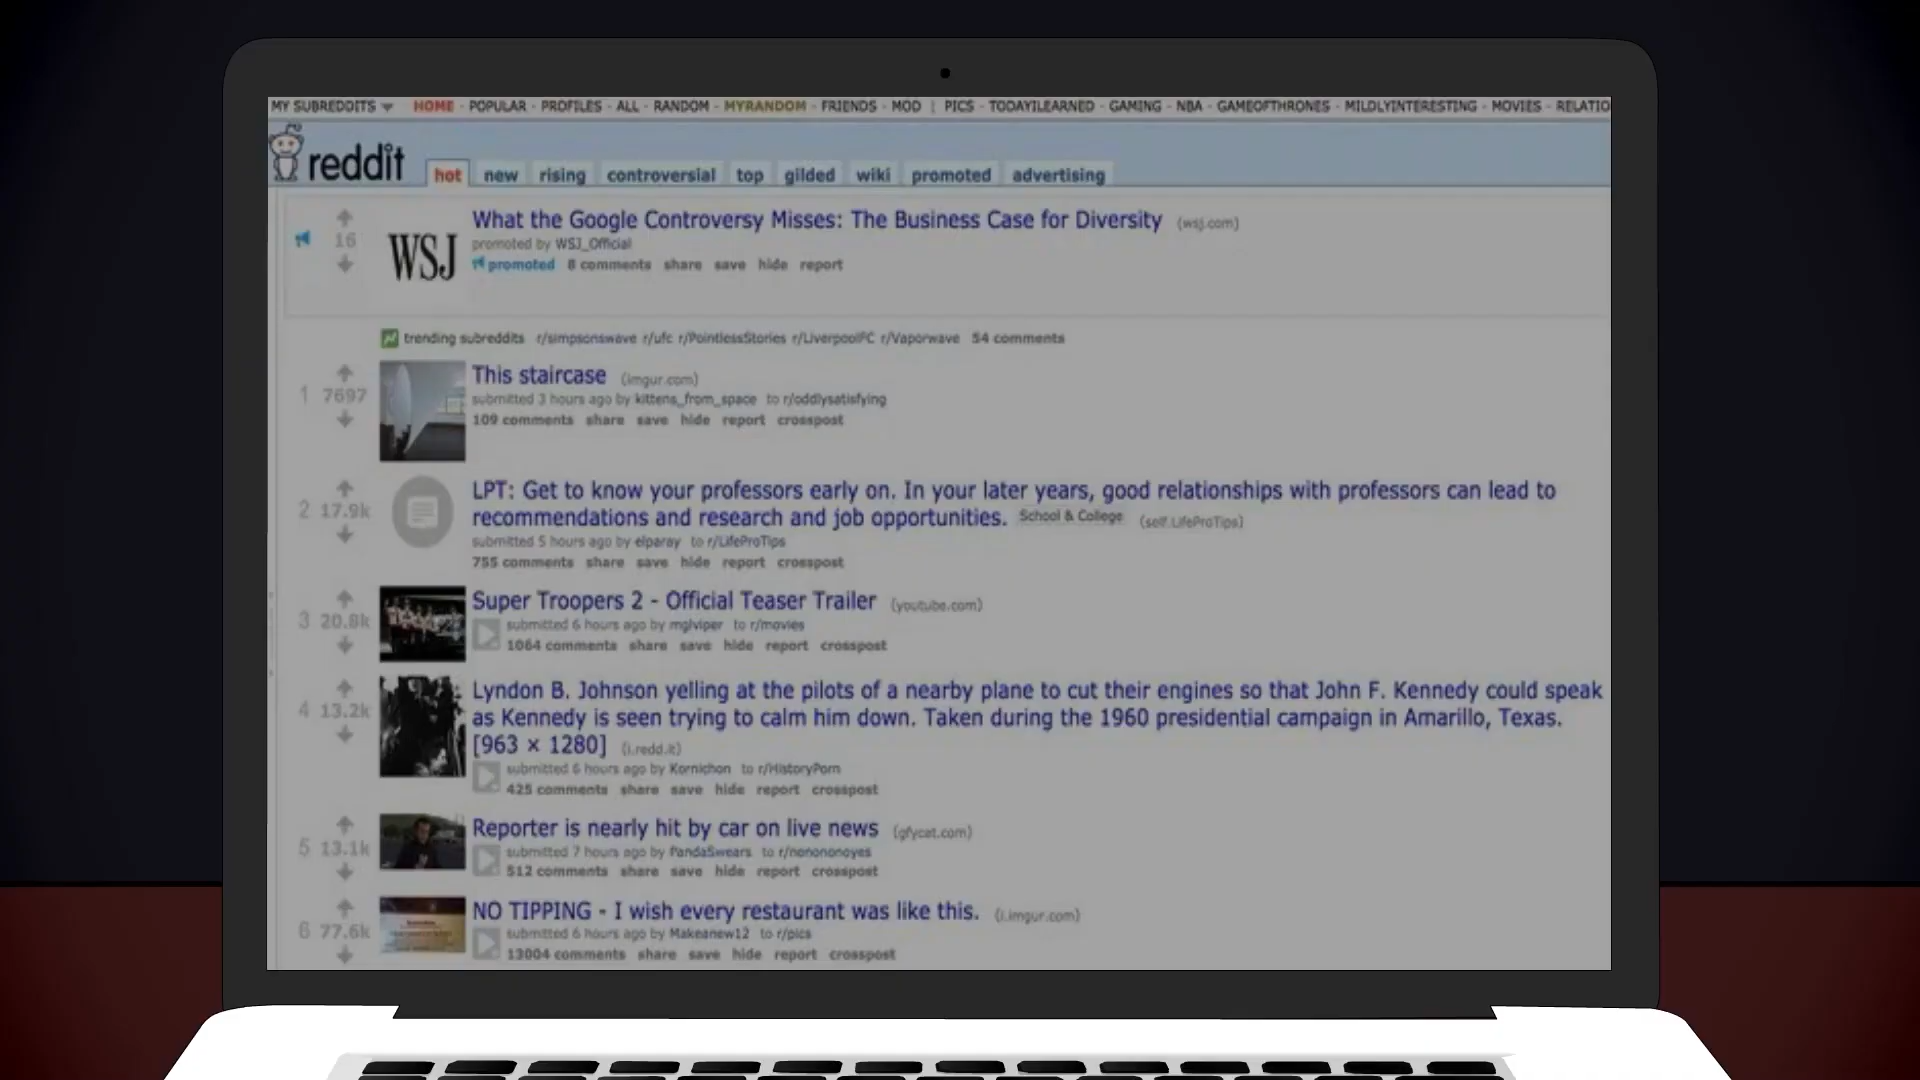 MY SUBREDDITS HOME - POPULAR - PROFILES - ALL - RANDOM - MYRANDOM - FRIENDS - MOD | PICS - TODAYILEARNED - GAMING - NBA - GAMEOFTHRONES - MILDLYINTERESTING - MOVIES - RELATIO
reddit hot new rising controversial top gilded wiki promoted advertising
What the Google Controversy Misses: The Business Case for Diversity (wsj.com)
16
WSJ
promoted by WSJ_Official
promoted 8 comments share save hide report
trending subreddits r/simpsonswave r/ufc r/PointlessStories r/LiverpoolFC r/Vaporwave 54 comments
This staircase (imgur.com)
1 7697
submitted 3 hours ago by kittens_from_space to r/oddlysatisfying
109 comments share save hide report crosspost
LPT: Get to know your professors early on. In your later years, good relationships with professors can lead to
2 17.9k
recommendations and research and job opportunities. School & College (self.LifeProTips)
submitted 5 hours ago by elparay to r/LifeProTips
755 comments share save hide report crosspost
Super Troopers 2 - Official Teaser Trailer (youtube.com)
3 20.8k
submitted 6 hours ago by mglviper to r/movies
1064 comments share save hide report crosspost
Lyndon B. Johnson yelling at the pilots of a nearby plane to cut their engines so that John F. Kennedy could speak
4 13.2k
as Kennedy is seen trying to calm him down. Taken during the 1960 presidential campaign in Amarillo, Texas.
[963 × 1280] (i.redd.it)
submitted 6 hours ago by Kornichon to r/HistoryPorn
425 comments share save hide report crosspost
Reporter is nearly hit by car on live news (gfycat.com)
5 13.1k
submitted 7 hours ago by PandaSwears to r/nonononoyes
512 comments share save hide report crosspost
NO TIPPING - I wish every restaurant was like this. (i.imgur.com)
6 77.6k
submitted 6 hours ago by Makeanew12 to r/pics
13004 comments share save hide report crosspost